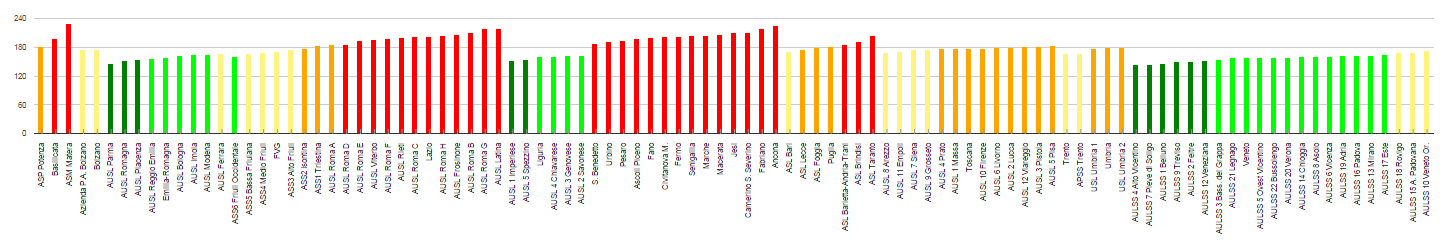 240
180
120
60
0
ASP Potenza
Basilicata
ASM Matera
Azienda P.A. Bolzano
Bolzano
AUSL Parma
AUSL Romagna
AUSL Piacenza
AUSL Reggio Emilia
Emilia-Romagna
AUSL Bologna
AUSL Imola
AUSL Modena
AUSL Ferrara
ASS6 Friuli Occidentale
ASS5 Bassa Friulana
ASS4 Medio Friuli
FVG
ASS3 Alto Friuli
ASS2 Isontina
ASS1 Triestina
AUSL Roma A
AUSL Roma D
AUSL Roma E
AUSL Viterbo
AUSL Roma F
AUSL Rieti
AUSL Roma C
Lazio
AUSL Roma H
AUSL Frosinone
AUSL Roma B
AUSL Roma G
AUSL Latina
AUSL 1 Imperiese
AUSL 5 Spezzino
Liguria
AUSL 4 Chiavarese
AUSL 3 Genovese
AUSL 2 Savonese
S. Benedetto
Urbino
Pesaro
Ascoli Piceno
Fano
Civitanova M.
Fermo
Senigallia
Marche
Macerata
Jesi
Camerino S. Severino
Fabriano
Ancona
ASL Bari
ASL Lecce
ASL Foggia
Puglia
ASL Barletta-Andria-Trani
ASL Brindisi
ASL Taranto
AUSL 8 Arezzo
AUSL 11 Empoli
AUSL 7 Siena
AUSL 9 Grosseto
AUSL 4 Prato
AUSL 1 Massa
Toscana
AUSL 10 Firenze
AUSL 6 Livorno
AUSL 2 Lucca
AUSL 12 Viareggio
AUSL 3 Pistoia
AUSL 5 Pisa
Trento
APSS Trento
USL Umbria 1
Umbria
USL Umbria 2
AULSS 4 Alto Vicentino
AULSS 7 Pieve di Soligo
AULSS 1 Belluno
AULSS 9 Treviso
AULSS 2 Feltre
AULSS 12 Veneziana
AULSS 3 Bass. del Grappa
AULSS 21 Legnago
Veneto
AULSS 5 Ovest Vicentino
AULSS 22 Bussolengo
AULSS 20 Verona
AULSS 14 Chioggia
AULSS 8 Asolo
AULSS 6 Vicenza
AULSS 19 Adria
AULSS 16 Padova
AULSS 13 Mirano
AULSS 17 Este
AULSS 18 Rovigo
AULSS 15 A. Padovana
AULSS 10 Veneto Or.